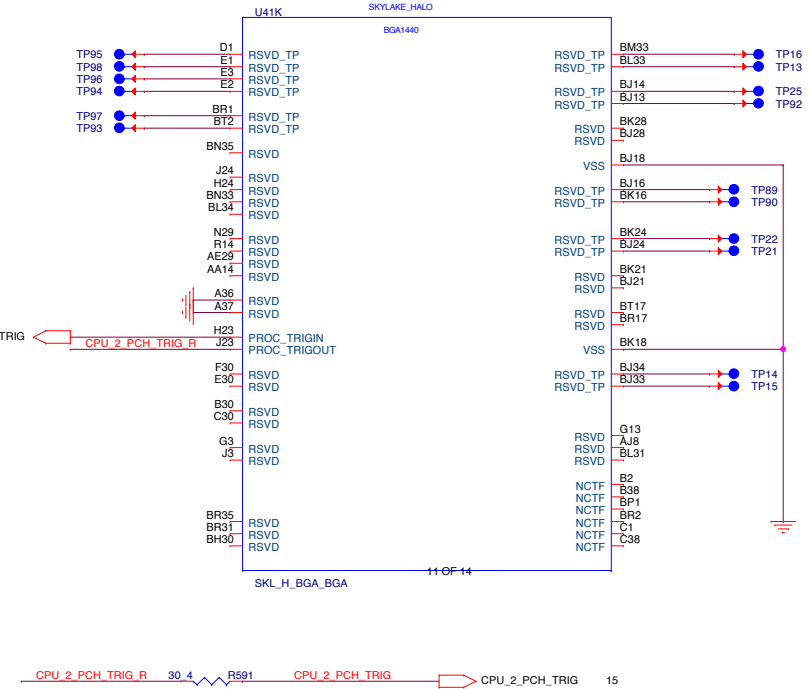 SKYLAKE_HALO
U41K
BGA1440
TP95 D1 RSVD_TP
TP98 E1 RSVD_TP
TP96 E3 RSVD_TP
TP94 E2 RSVD_TP
TP97 BR1 RSVD_TP
TP93 BT2 RSVD_TP
BN35 RSVD
J24 RSVD
H24 RSVD
BN33 RSVD
BL34 RSVD
N29 RSVD
R14 RSVD
AE29 RSVD
AA14 RSVD
A36 RSVD
A37 RSVD
TRIG H23 PROC_TRIGIN
CPU_2_PCH_TRIG_R J23 PROC_TRIGOUT
F30 RSVD
E30 RSVD
B30 RSVD
C30 RSVD
G3 RSVD
J3 RSVD
BR35 RSVD
BR31 RSVD
BH30 RSVD
RSVD_TP BM33 TP16
RSVD_TP BL33 TP13
RSVD_TP BJ14 TP25
RSVD_TP BJ13 TP92
RSVD BK28
RSVD BJ28
VSS BJ18
RSVD_TP BJ16 TP89
RSVD_TP BK16 TP90
RSVD_TP BK24 TP22
RSVD_TP BJ24 TP21
RSVD BK21
RSVD BJ21
RSVD BT17
RSVD BR17
VSS BK18
RSVD_TP BJ34 TP14
RSVD_TP BJ33 TP15
RSVD G13
RSVD AJ8
RSVD BL31
NCTF B2
NCTF B38
NCTF BP1
NCTF BR2
NCTF C1
NCTF C38
11 OF 14
SKL_H_BGA_BGA
CPU_2_PCH_TRIG_R 30_4 R591 CPU_2_PCH_TRIG CPU_2_PCH_TRIG 15